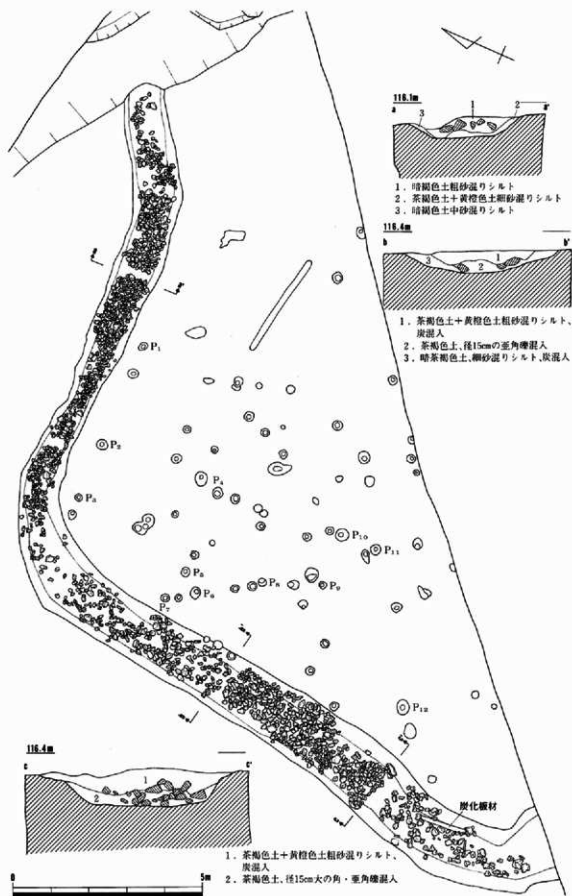 116.1m
3 1 2
a a'
1. 暗褐色土粗砂混りシルト
2. 茶褐色土+黄橙色土細砂混りシルト
3. 暗褐色土中砂混りシルト
116.4m
b b'
3 2 1
1. 茶褐色土+黄橙色土粗砂混りシルト、
炭混入
2. 茶褐色土、径15cmの亜角礫混入
3. 暗茶褐色土、細砂混りシルト、炭混入
P1
P2
P3
P4
P10
P11
P5
P6
P8
P9
P7
P12
炭化板材
116.4m
c c'
1
2
1. 茶褐色土+黄橙色土粗砂混りシルト、
炭混入
2. 茶褐色土、径15cm大の角・亜角礫混入
0 5m